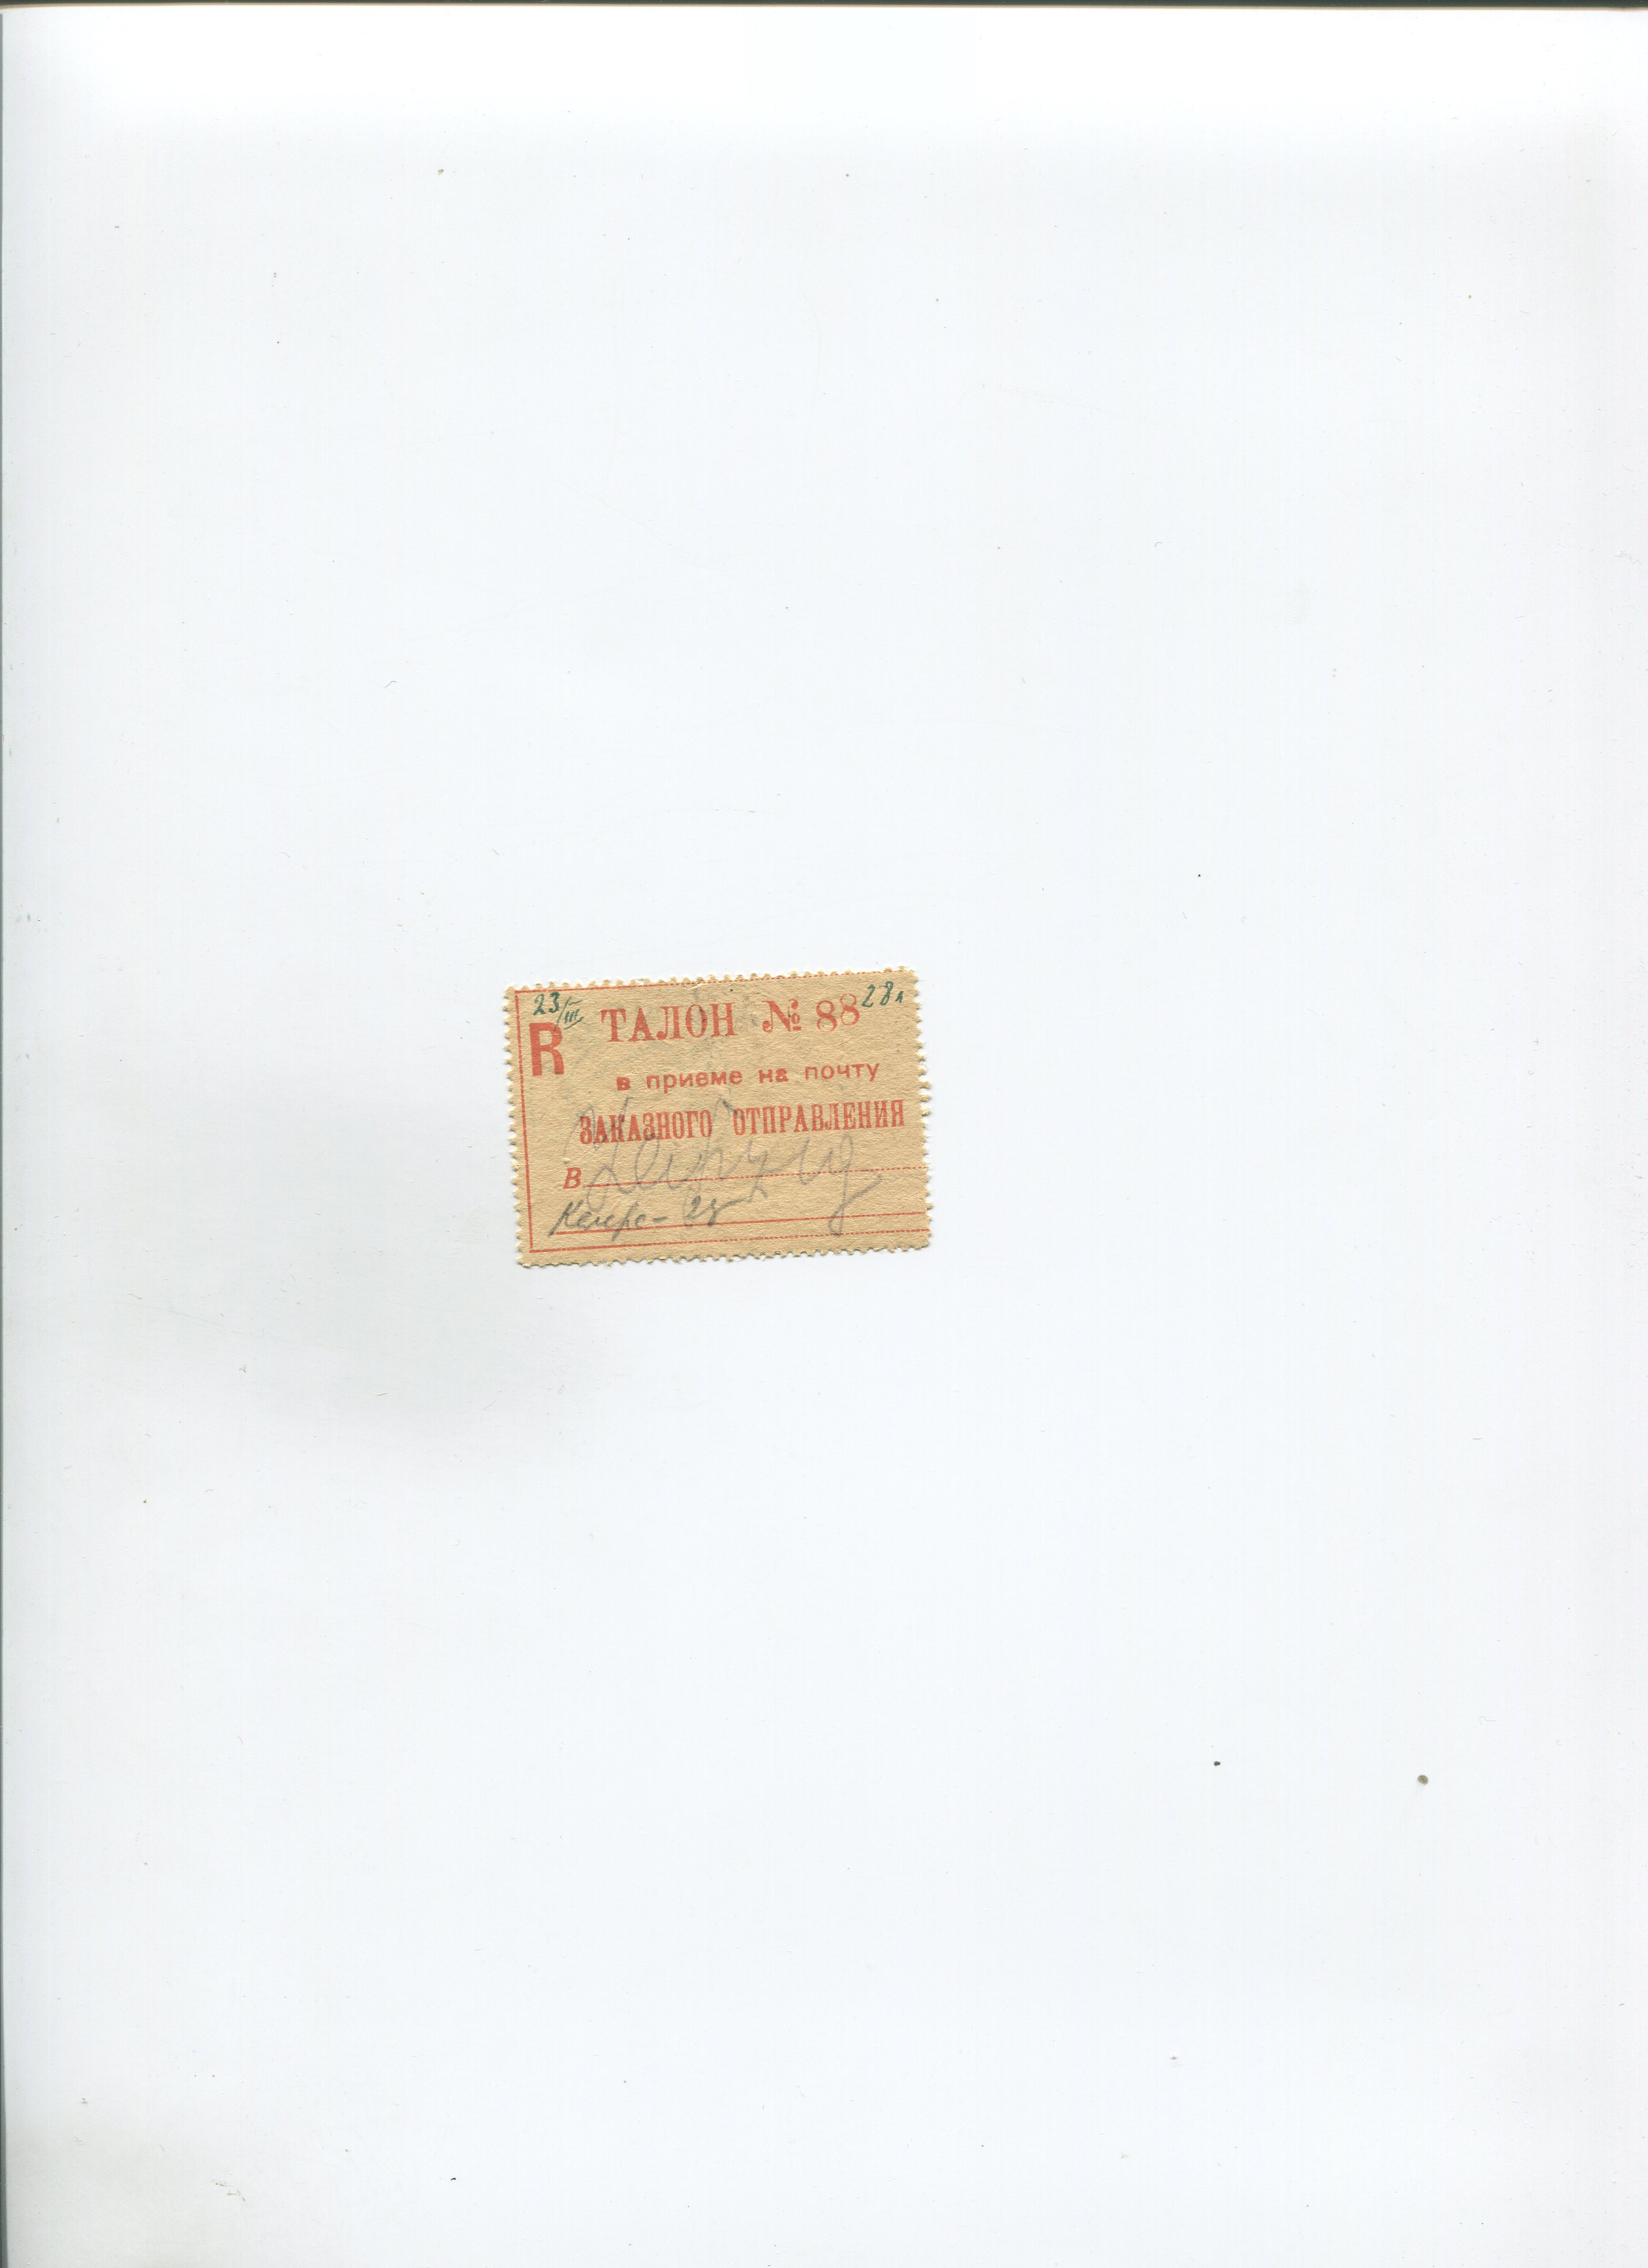 23/III 28г
R ТАЛОН № 88
в приеме на почту
ЗАКАЗНОГО ОТПРАВЛЕНИЯ
В